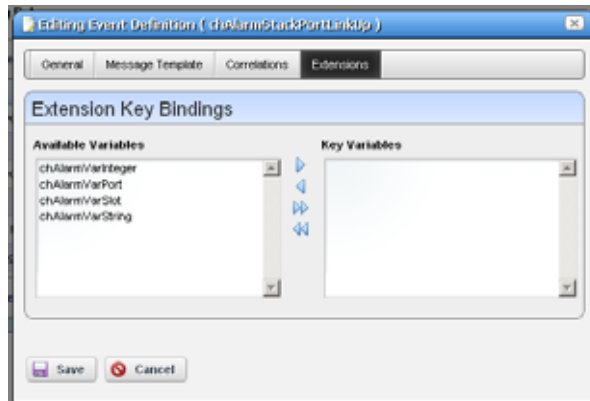 Editing Event Definition ( chAlarmStackPortLinkUp )
General Message Template Correlations Extensions
Extension Key Bindings
Available Variables Key Variables
chAlarmVarInteger
chAlarmVarPort
chAlarmVarSlot
chAlarmVarString
Save Cancel